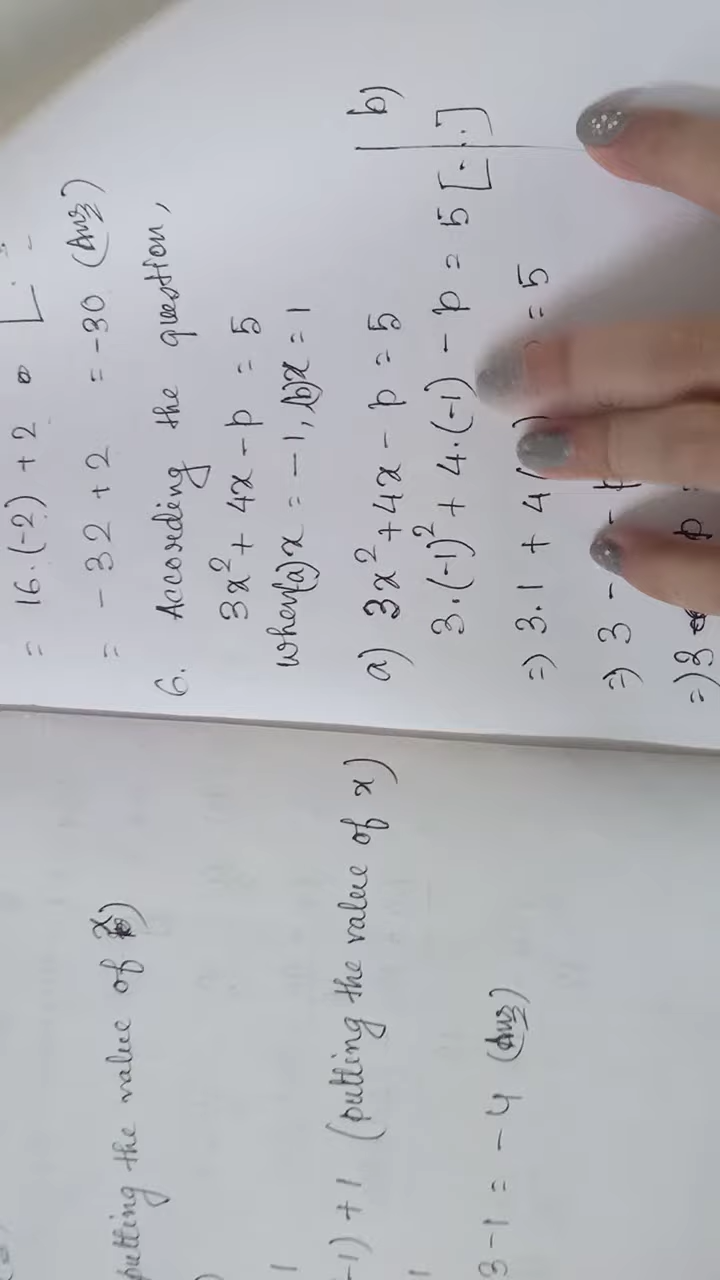 = 16.(-2) + 2
= -32 + 2 = -30 (Ans)
6. According the question,
3x² + 4x - p = 5
when(a)x = -1, (b)x = 1
a) 3x² + 4x - p = 5 | b)
3.(-1)² + 4.(-1) - p = 5 [∵.]
=) 3.1 + 4( = 5
=) 3 -
=) 3 p
putting the value of x
-1) + 1 (putting the value of x)
3-1 = -4 (Ans)